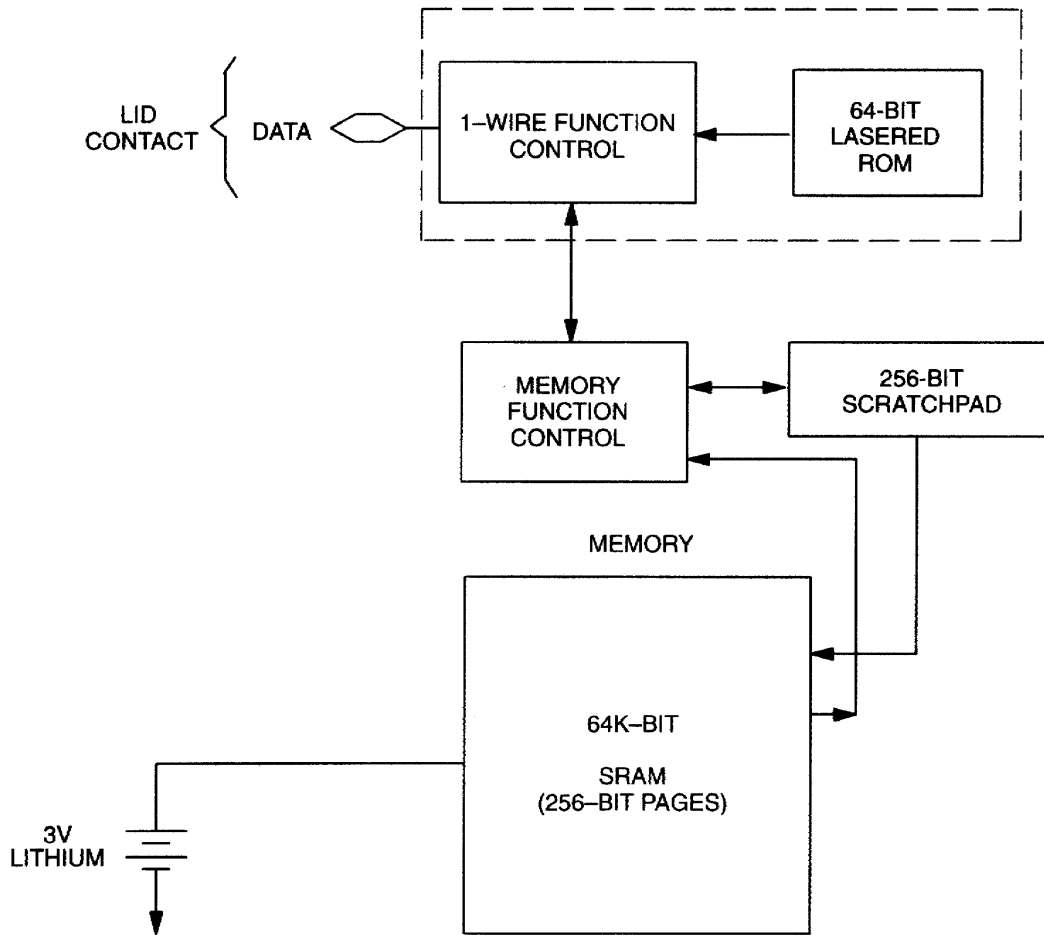 LID
CONTACT
DATA
1–WIRE FUNCTION
CONTROL
64-BIT
LASERED
ROM
MEMORY
FUNCTION
CONTROL
256-BIT
SCRATCHPAD
MEMORY
64K–BIT
SRAM
(256–BIT PAGES)
3V
LITHIUM